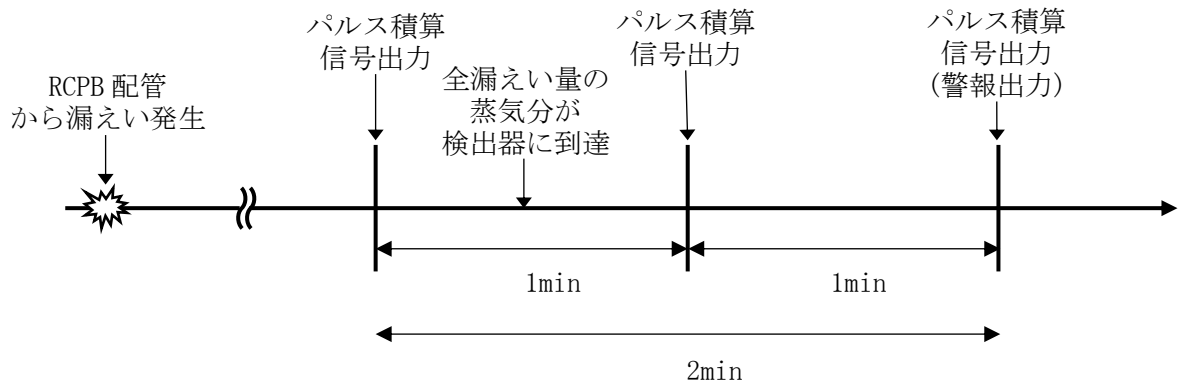 パルス積算
信号出力
パルス積算
信号出力
パルス積算
信号出力
(警報出力)
RCPB 配管
から漏えい発生
全漏えい量の
蒸気分が
検出器に到達
1min
1min
2min